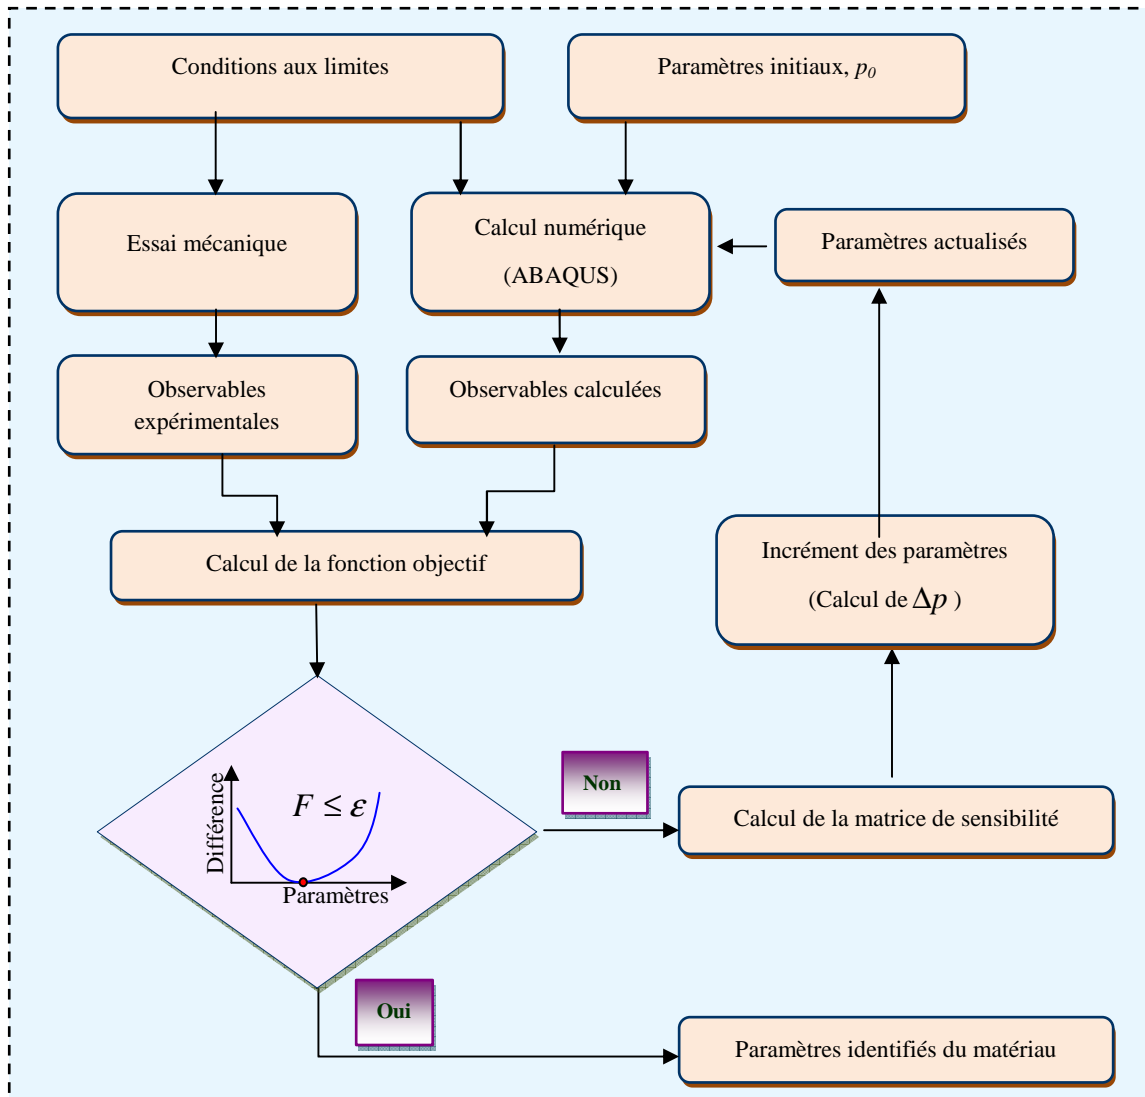 Conditions aux limites
Paramètres initiaux, p₀
Essai mécanique
Calcul numérique
(ABAQUS)
Paramètres actualisés
Observables
expérimentales
Observables calculées
Calcul de la fonction objectif
Incrément des paramètres
(Calcul de Δp )
Différence
F ≤ ε
Paramètres
Non
Calcul de la matrice de sensibilité
Oui
Paramètres identifiés du matériau